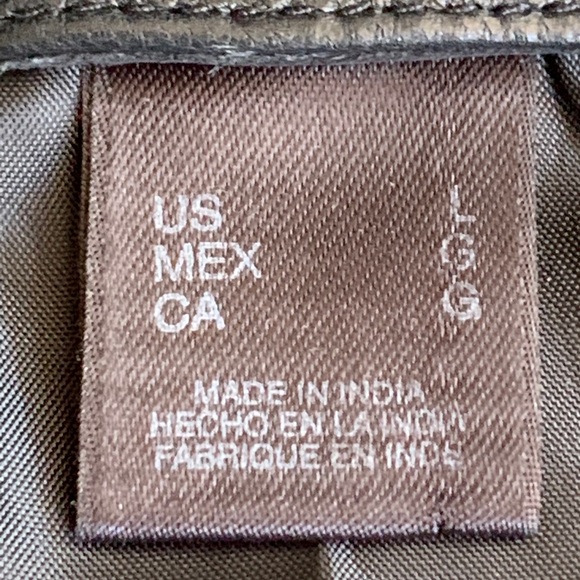 US L
MEX G
CA G
MADE IN INDIA
HECHO EN LA INDIA
FABRIQUE EN INDE